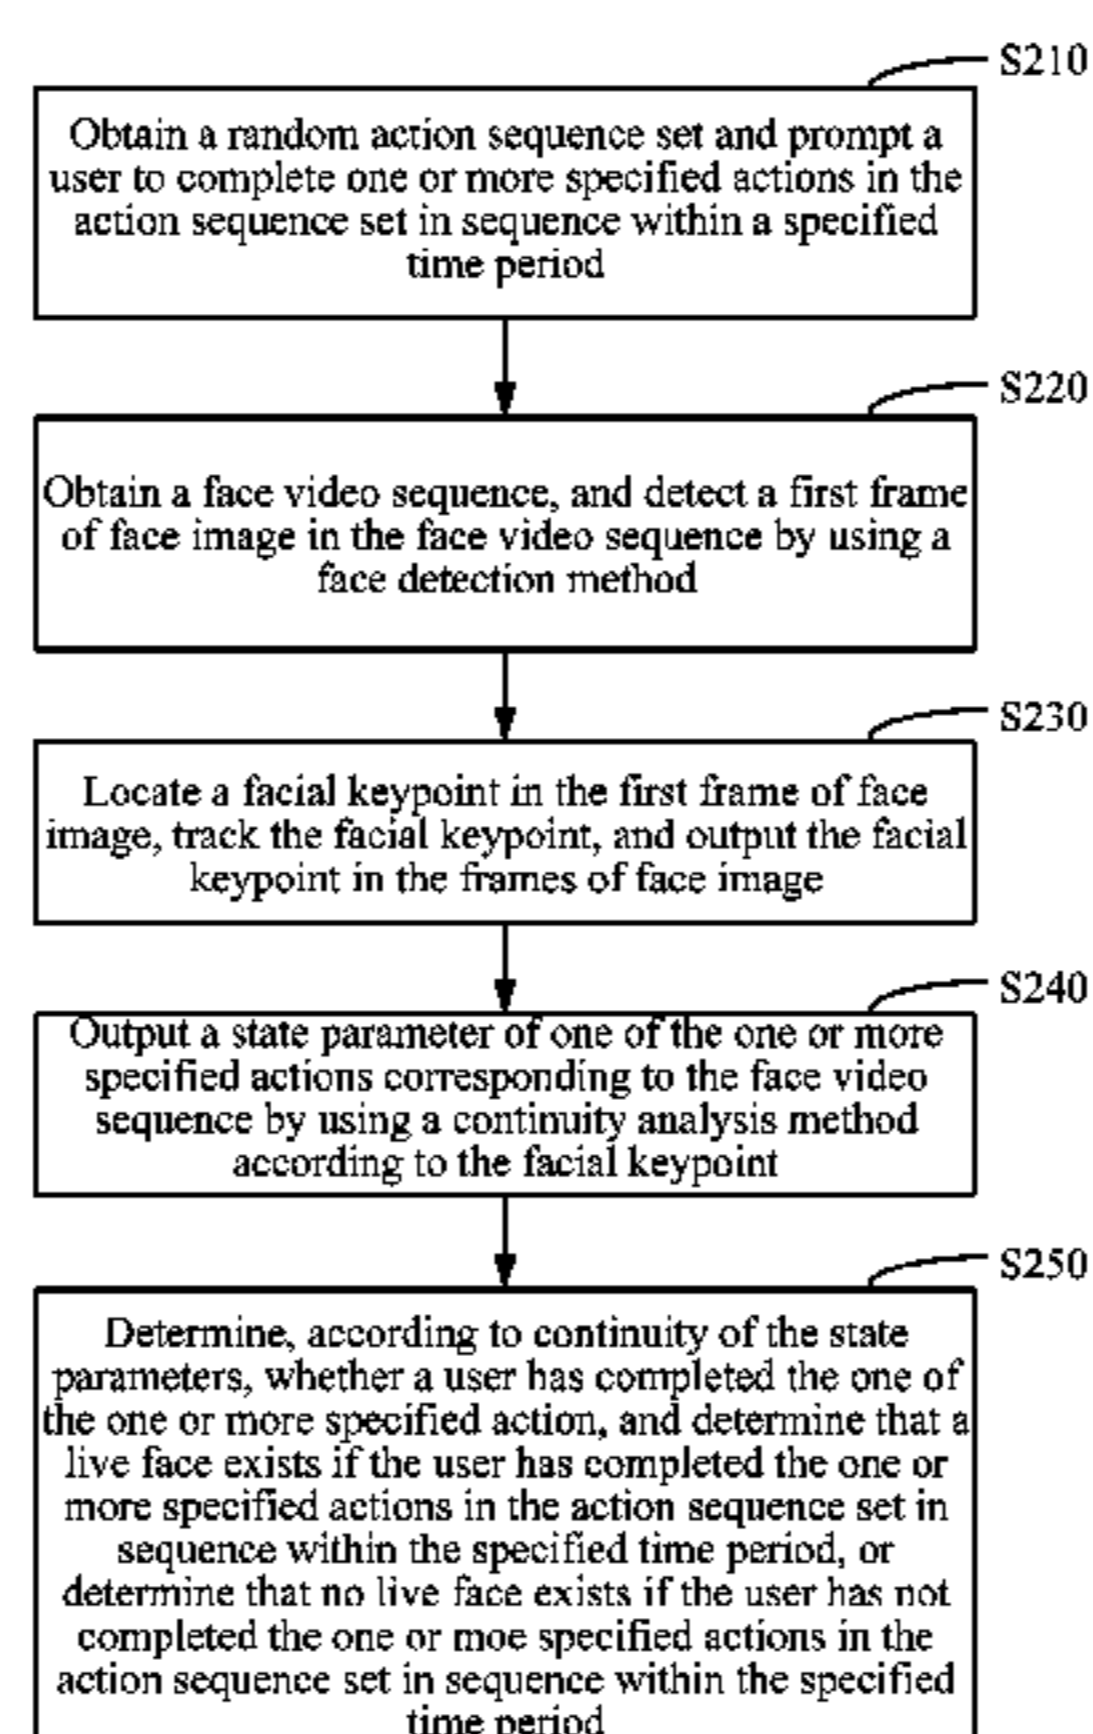 S210
Obtain a random action sequence set and prompt a
user to complete one or more specified actions in the
action sequence set in sequence within a specified
time period
S220
Obtain a face video sequence, and detect a first frame
of face image in the face video sequence by using a
face detection method
S230
Locate a facial keypoint in the first frame of face
image, track the facial keypoint, and output the facial
keypoint in the frames of face image
S240
Output a state parameter of one of the one or more
specified actions corresponding to the face video
sequence by using a continuity analysis method
according to the facial keypoint
S250
Determine, according to continuity of the state
parameters, whether a user has completed the one of
the one or more specified action, and determine that a
live face exists if the user has completed the one or
more specified actions in the action sequence set in
sequence within the specified time period, or
determine that no live face exists if the user has not
completed the one or moe specified actions in the
action sequence set in sequence within the specified
time period